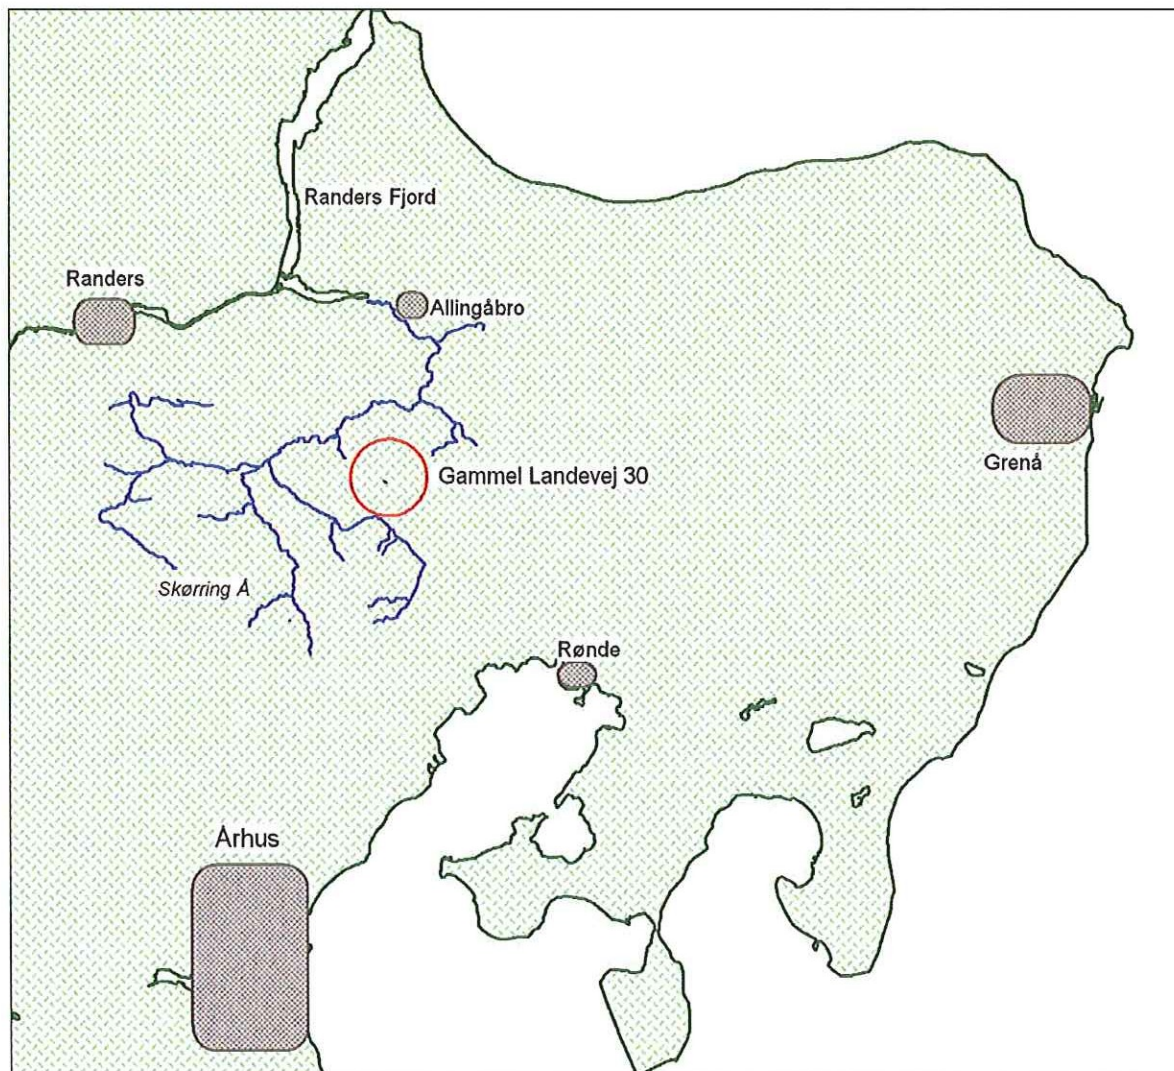 Randers Fjord
Randers
Allingåbro
Grenå
Gammel Landevej 30
Skørring Å
Rønde
Århus